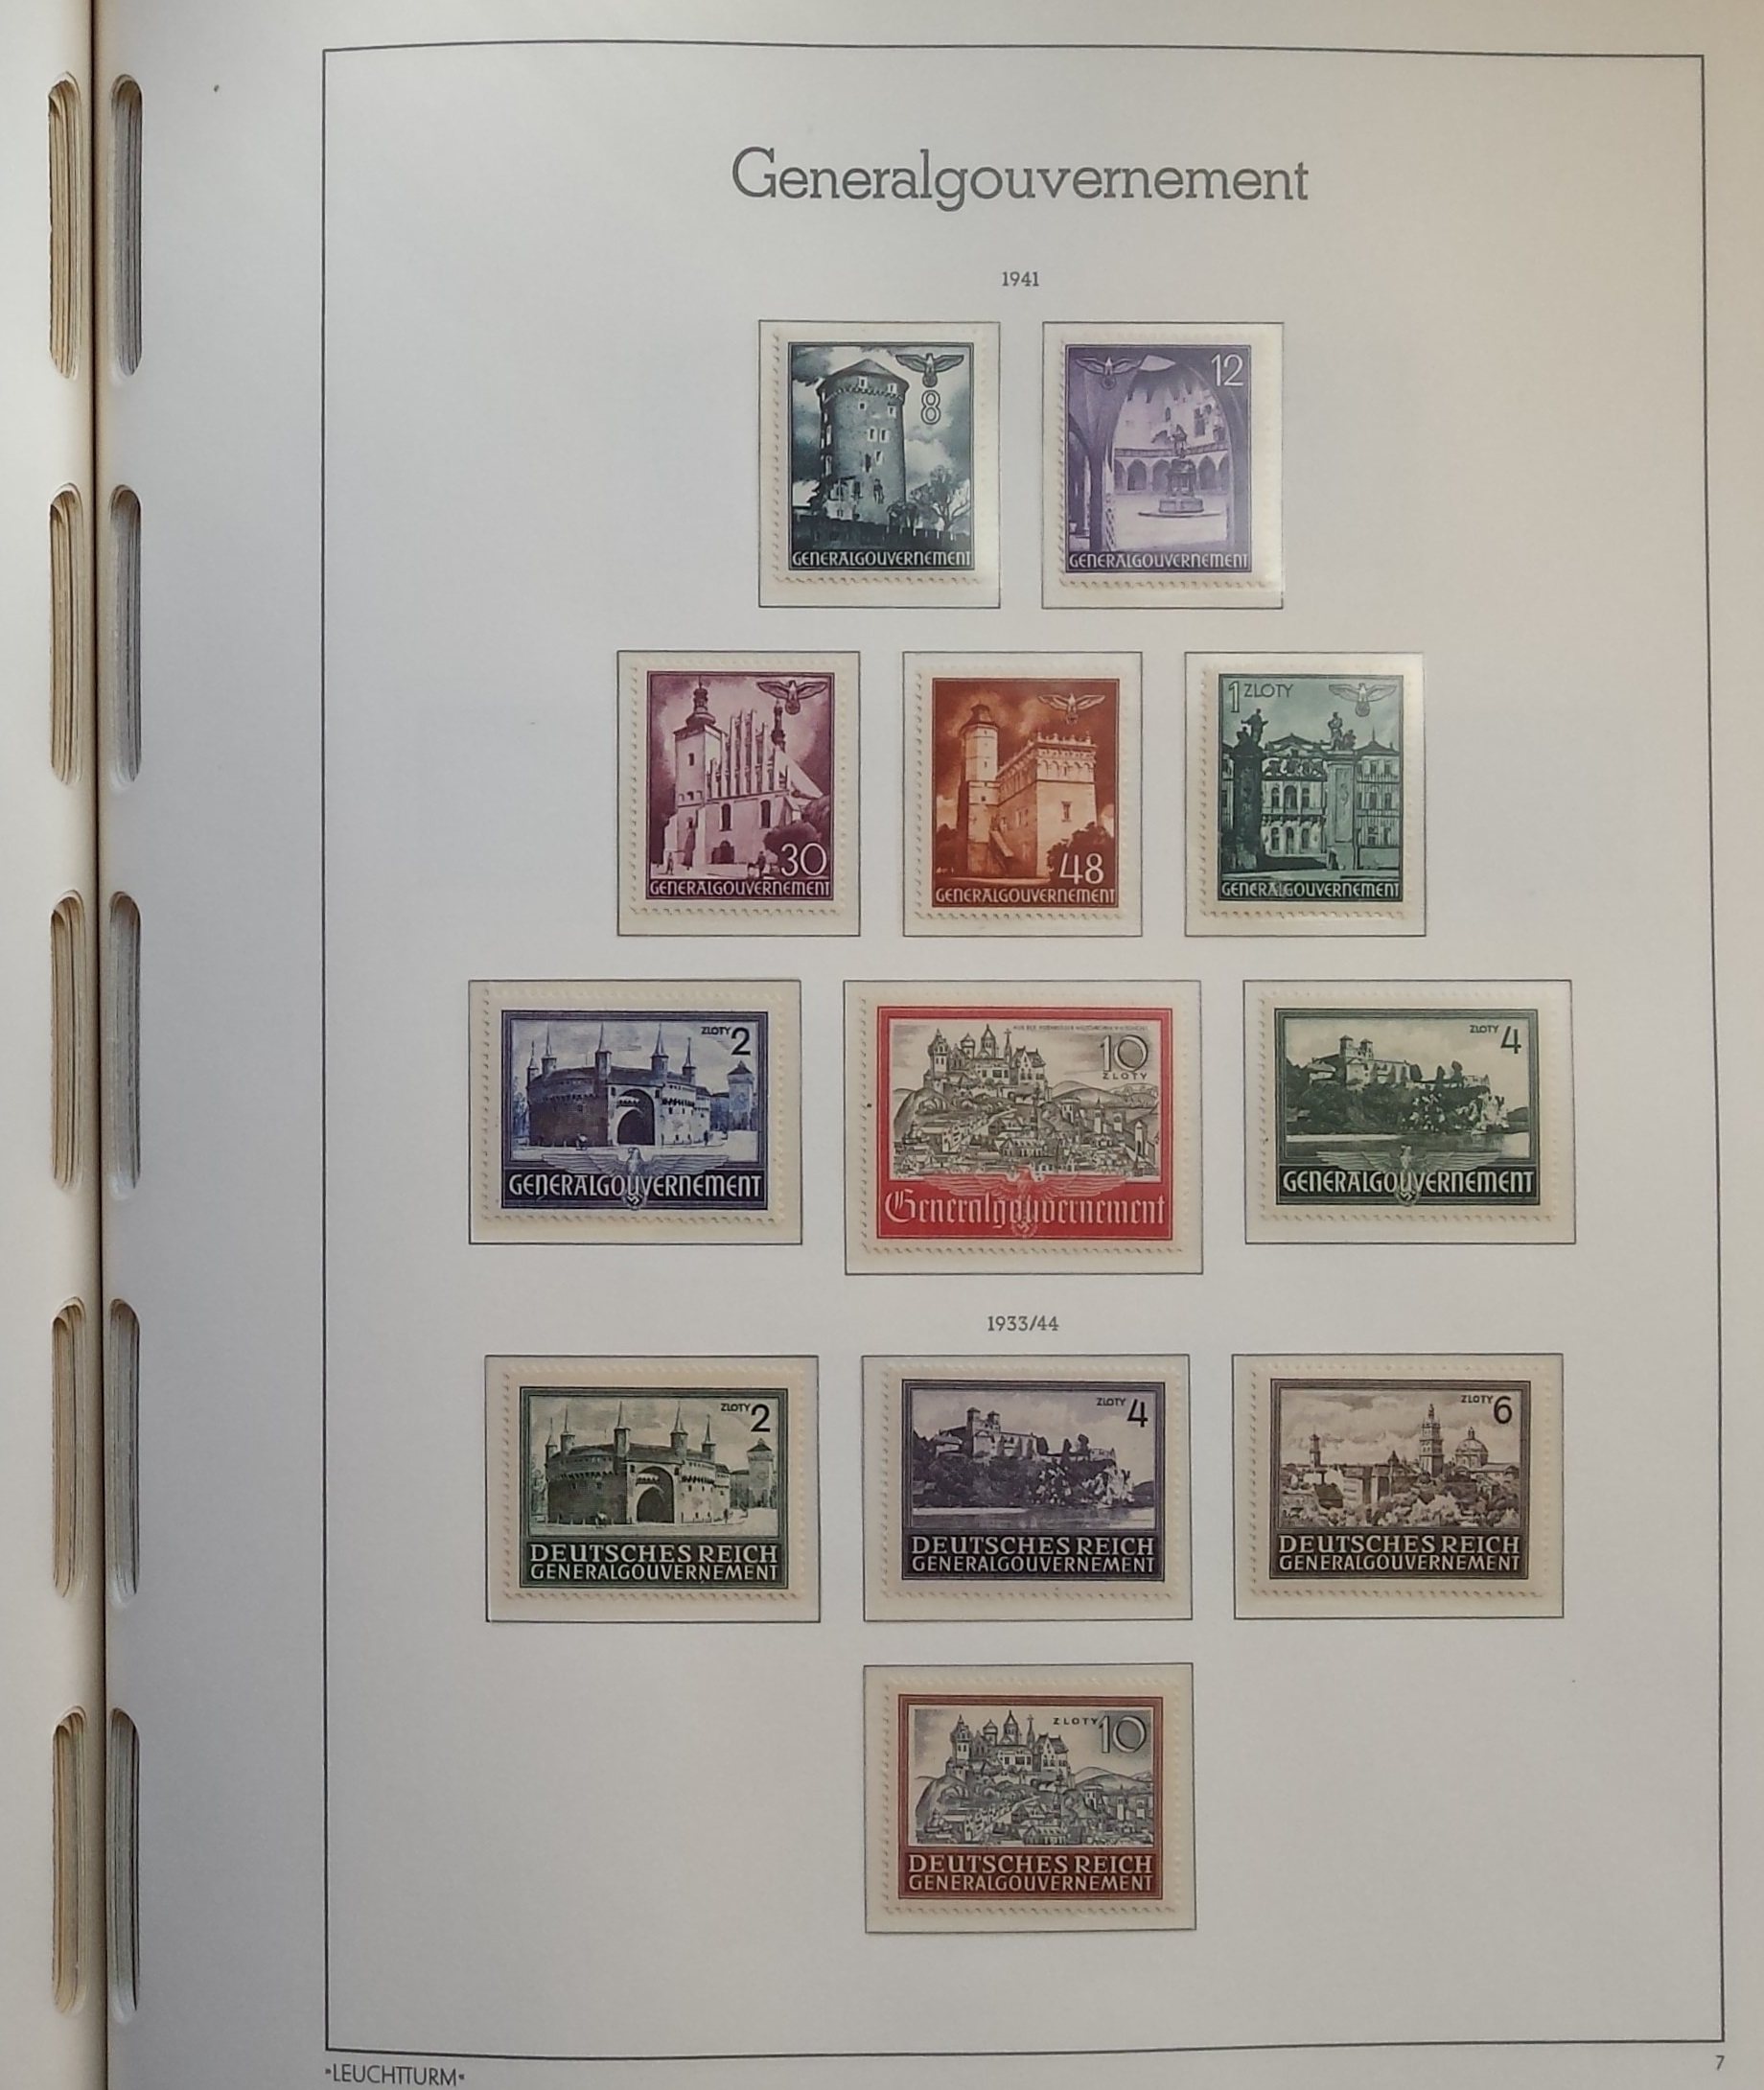 Generalgouvernement
1941
8
GENERALGOUVERNEMENT
12
GENERALGOUVERNEMENT
30
GENERALGOUVERNEMENT
48
GENERALGOUVERNEMENT
1 ZLOTY
GENERALGOUVERNEMENT
ZLOTY 2
GENERALGOUVERNEMENT
10
ZLOTY
Generalgouvernement
ZLOTY 4
GENERALGOUVERNEMENT
1933/44
ZLOTY 2
DEUTSCHES REICH
GENERALGOUVERNEMENT
ZLOTY 4
DEUTSCHES REICH
GENERALGOUVERNEMENT
ZLOTY 6
DEUTSCHES REICH
GENERALGOUVERNEMENT
ZLOTY 10
DEUTSCHES REICH
GENERALGOUVERNEMENT
»LEUCHTTURM«
7